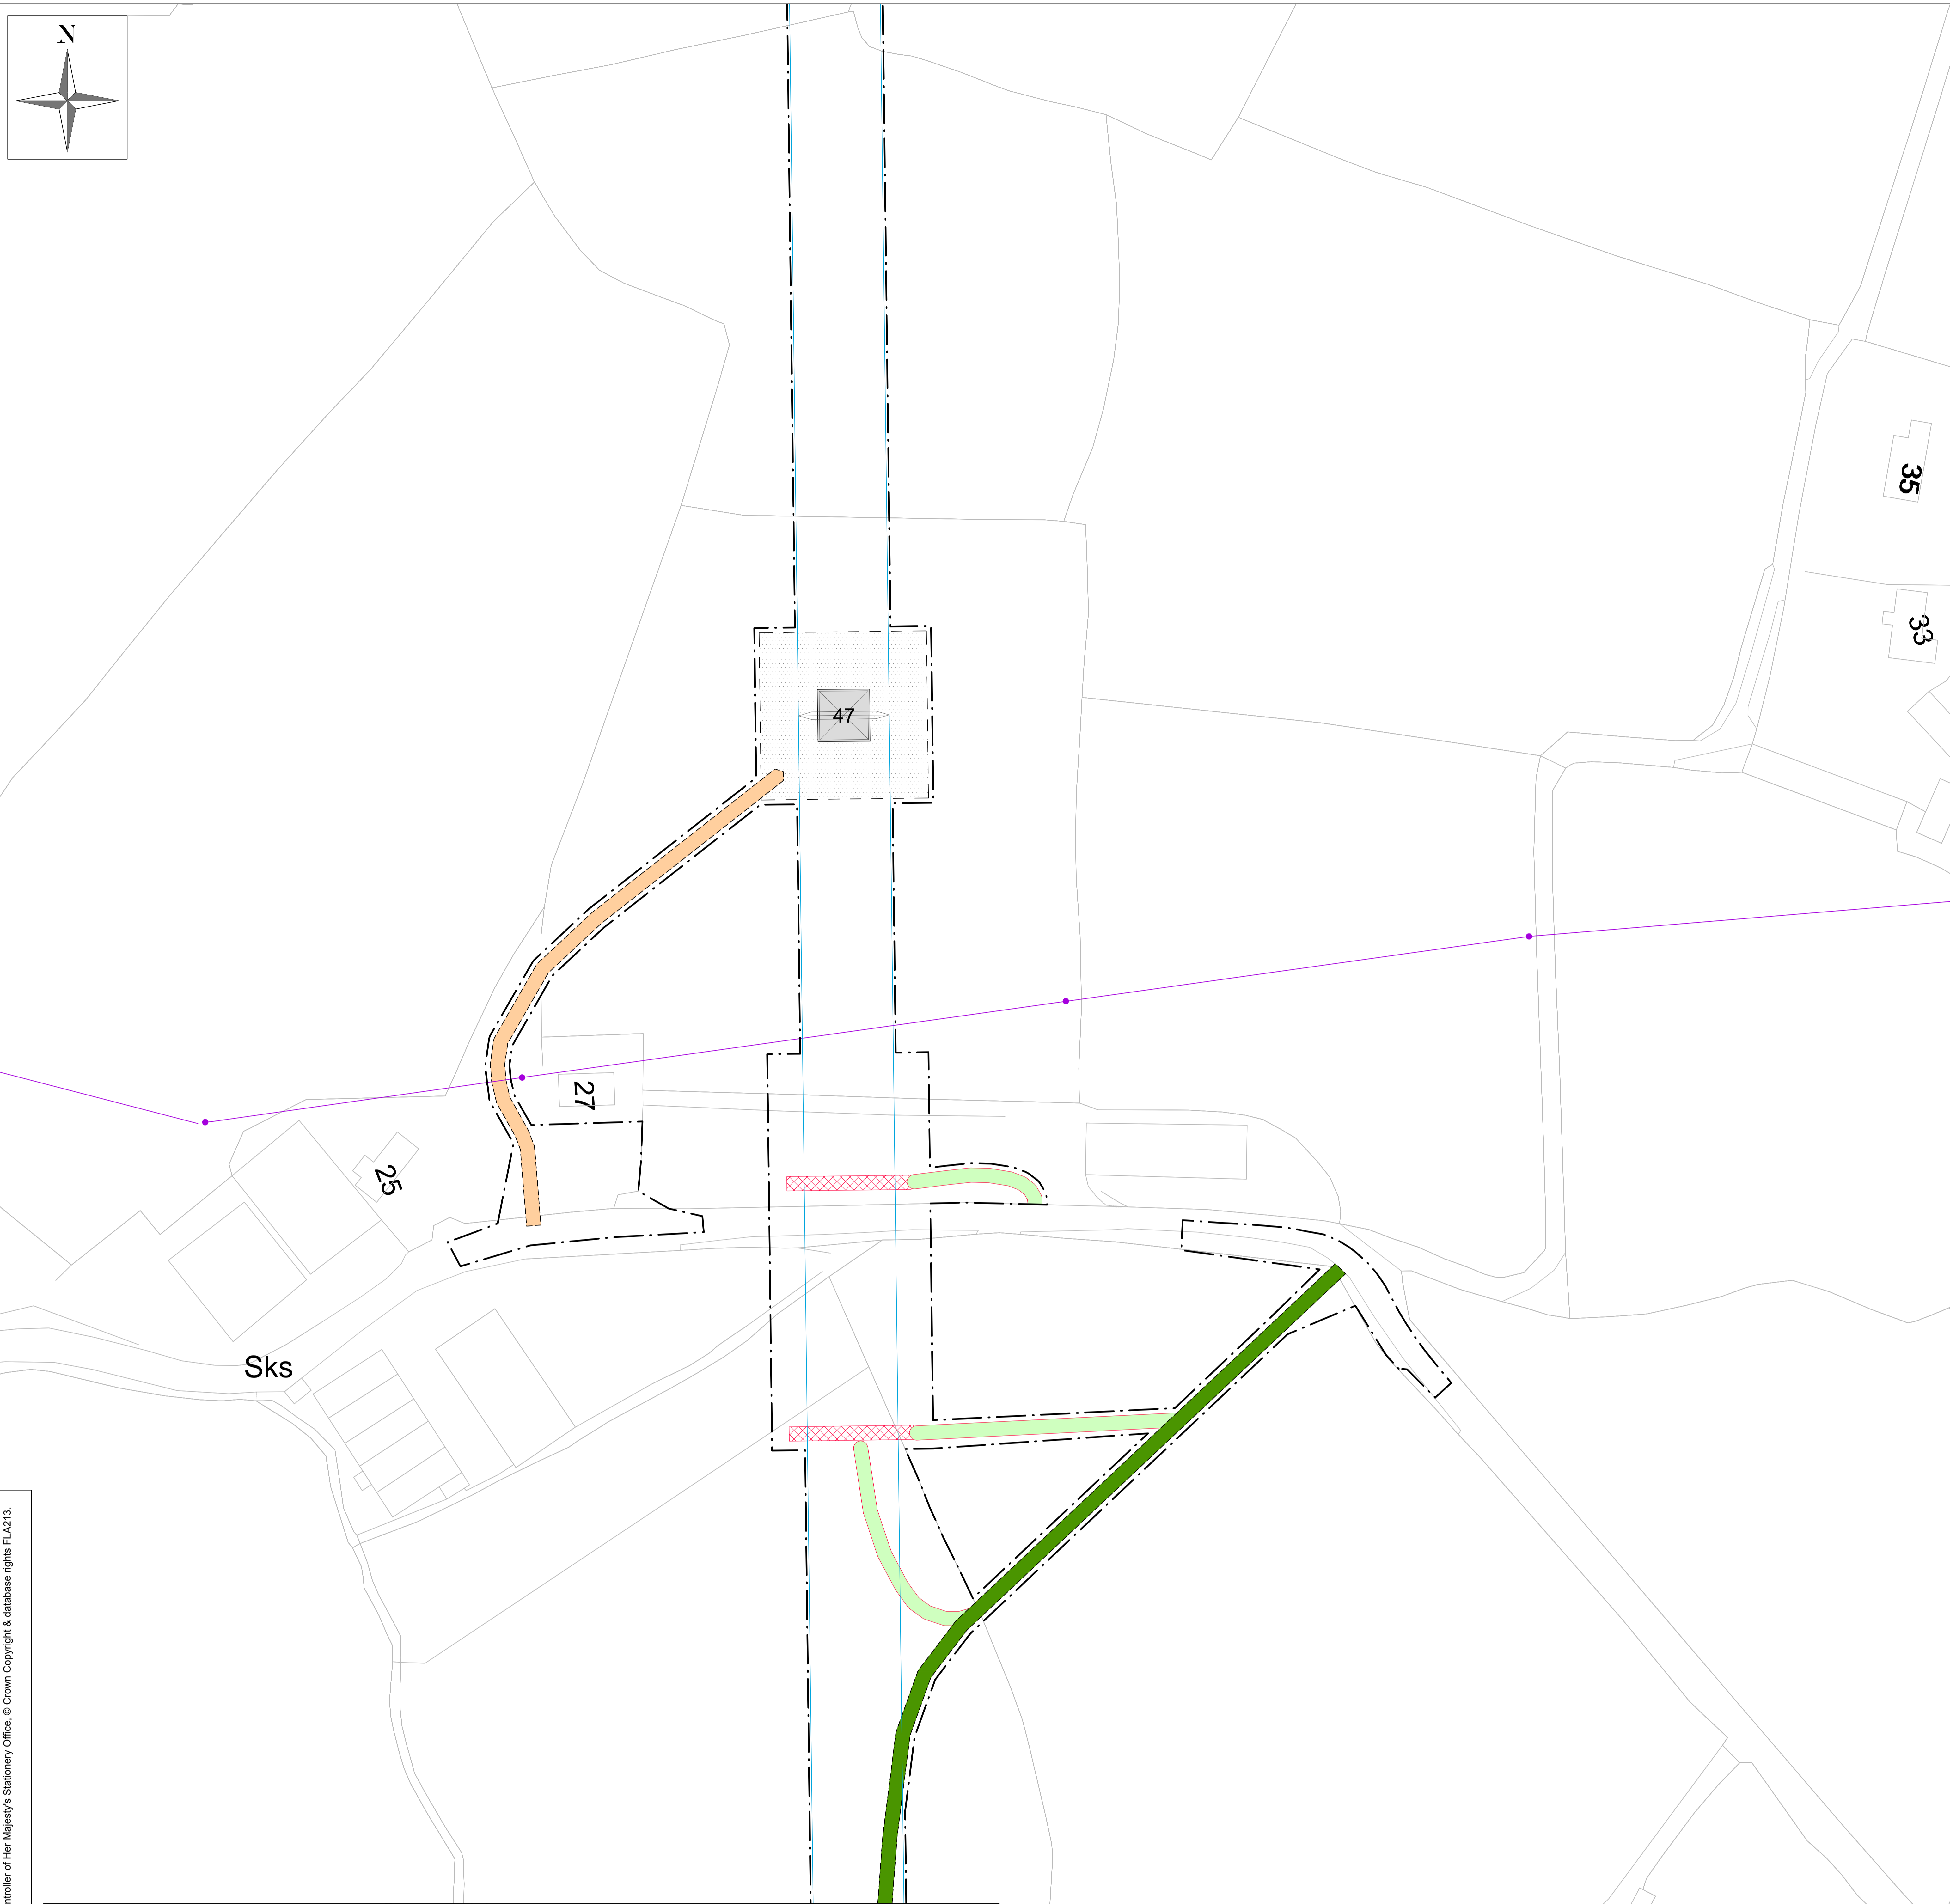 N
35
33
47
27
25
Sks
ntroller of Her Majesty's Stationery Office, © Crown Copyright & database rights FLA213.